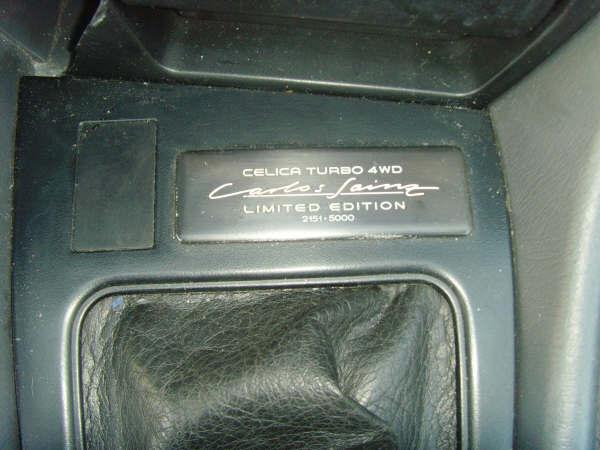 CELICA TURBO 4WD
Carlos Sainz
LIMITED EDITION
2151·5000